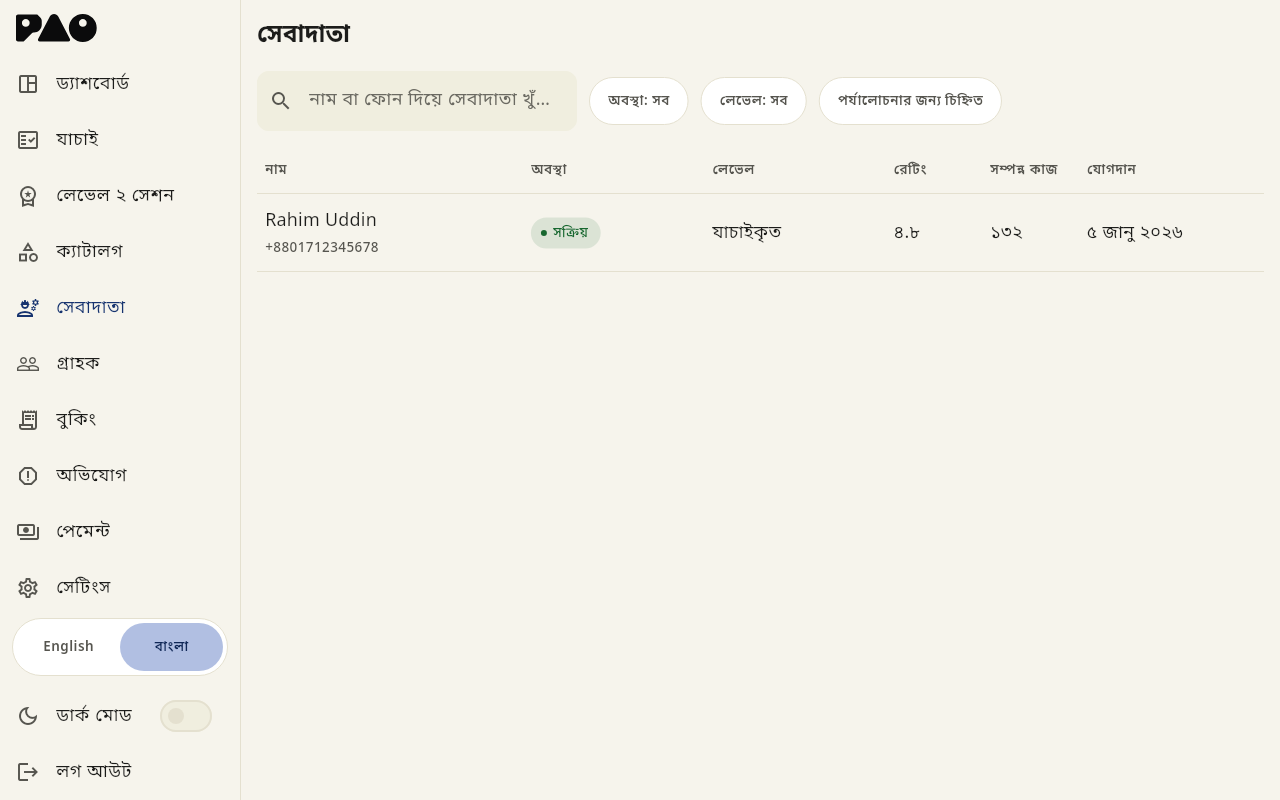 PAO
ড্যাশবোর্ড
যাচাই
লেভেল ২ সেশন
ক্যাটালগ
সেবাদাতা
গ্রাহক
বুকিং
অভিযোগ
পেমেন্ট
সেটিংস
English বাংলা
ডার্ক মোড
লগ আউট
সেবাদাতা
নাম বা ফোন দিয়ে সেবাদাতা খুঁ...
অবস্থা: সব
লেভেল: সব
পর্যালোচনার জন্য চিহ্নিত
নাম অবস্থা লেভেল রেটিং সম্পন্ন কাজ যোগদান
Rahim Uddin সক্রিয় যাচাইকৃত ৪.৮ ১৩২ ৫ জানু ২০২৬
+8801712345678